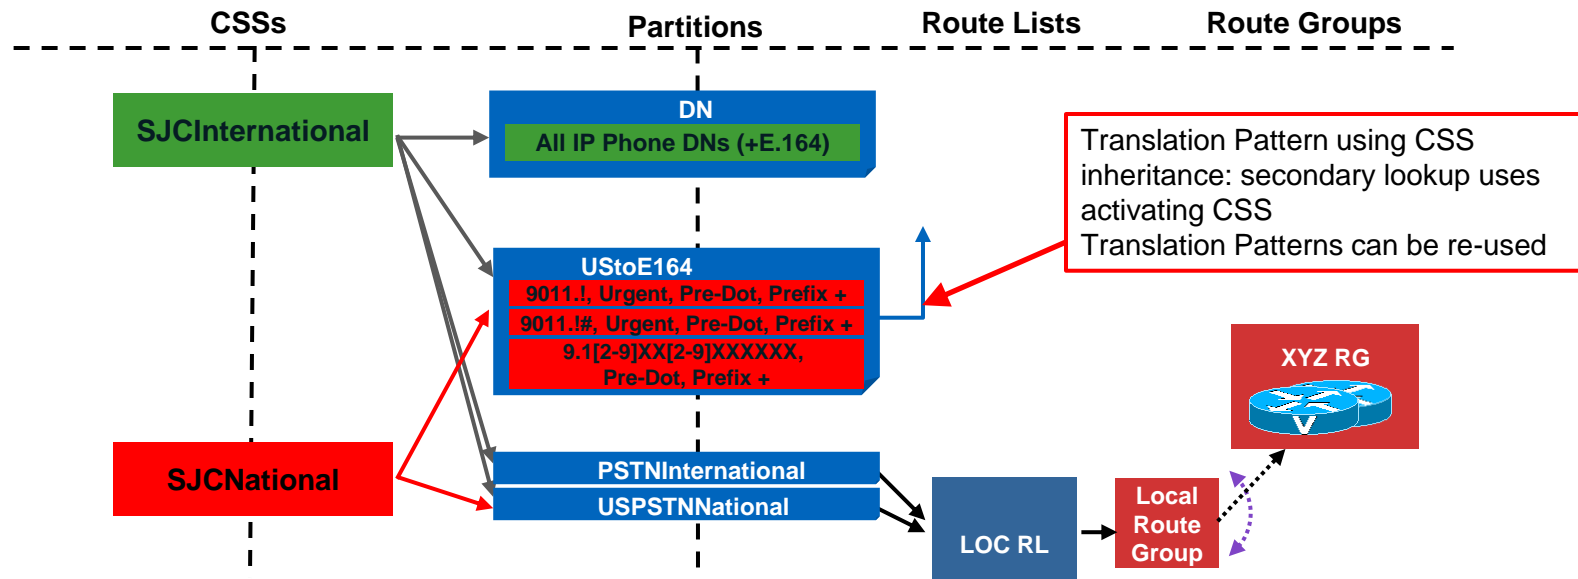 CSSs
Partitions
Route Lists
Route Groups
SJCInternational
DN
All IP Phone DNs (+E.164)
Translation Pattern using CSS
inheritance: secondary lookup uses
activating CSS
Translation Patterns can be re-used
UStoE164
9011.!, Urgent, Pre-Dot, Prefix +
9011.!#, Urgent, Pre-Dot, Prefix +
9.1[2-9]XX[2-9]XXXXXX,
Pre-Dot, Prefix +
XYZ RG
V
SJCNational
PSTNInternational
USPSTNNational
LOC RL
Local
Route
Group